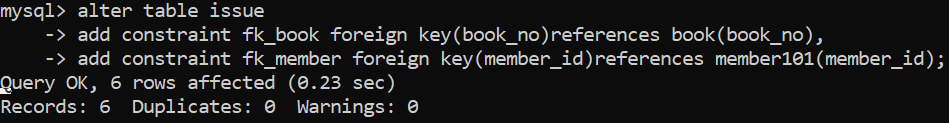 mysql> alter table issue
    -> add constraint fk_book foreign key(book_no)references book(book_no),
    -> add constraint fk_member foreign key(member_id)references member101(member_id);
Query OK, 6 rows affected (0.23 sec)
Records: 6  Duplicates: 0  Warnings: 0